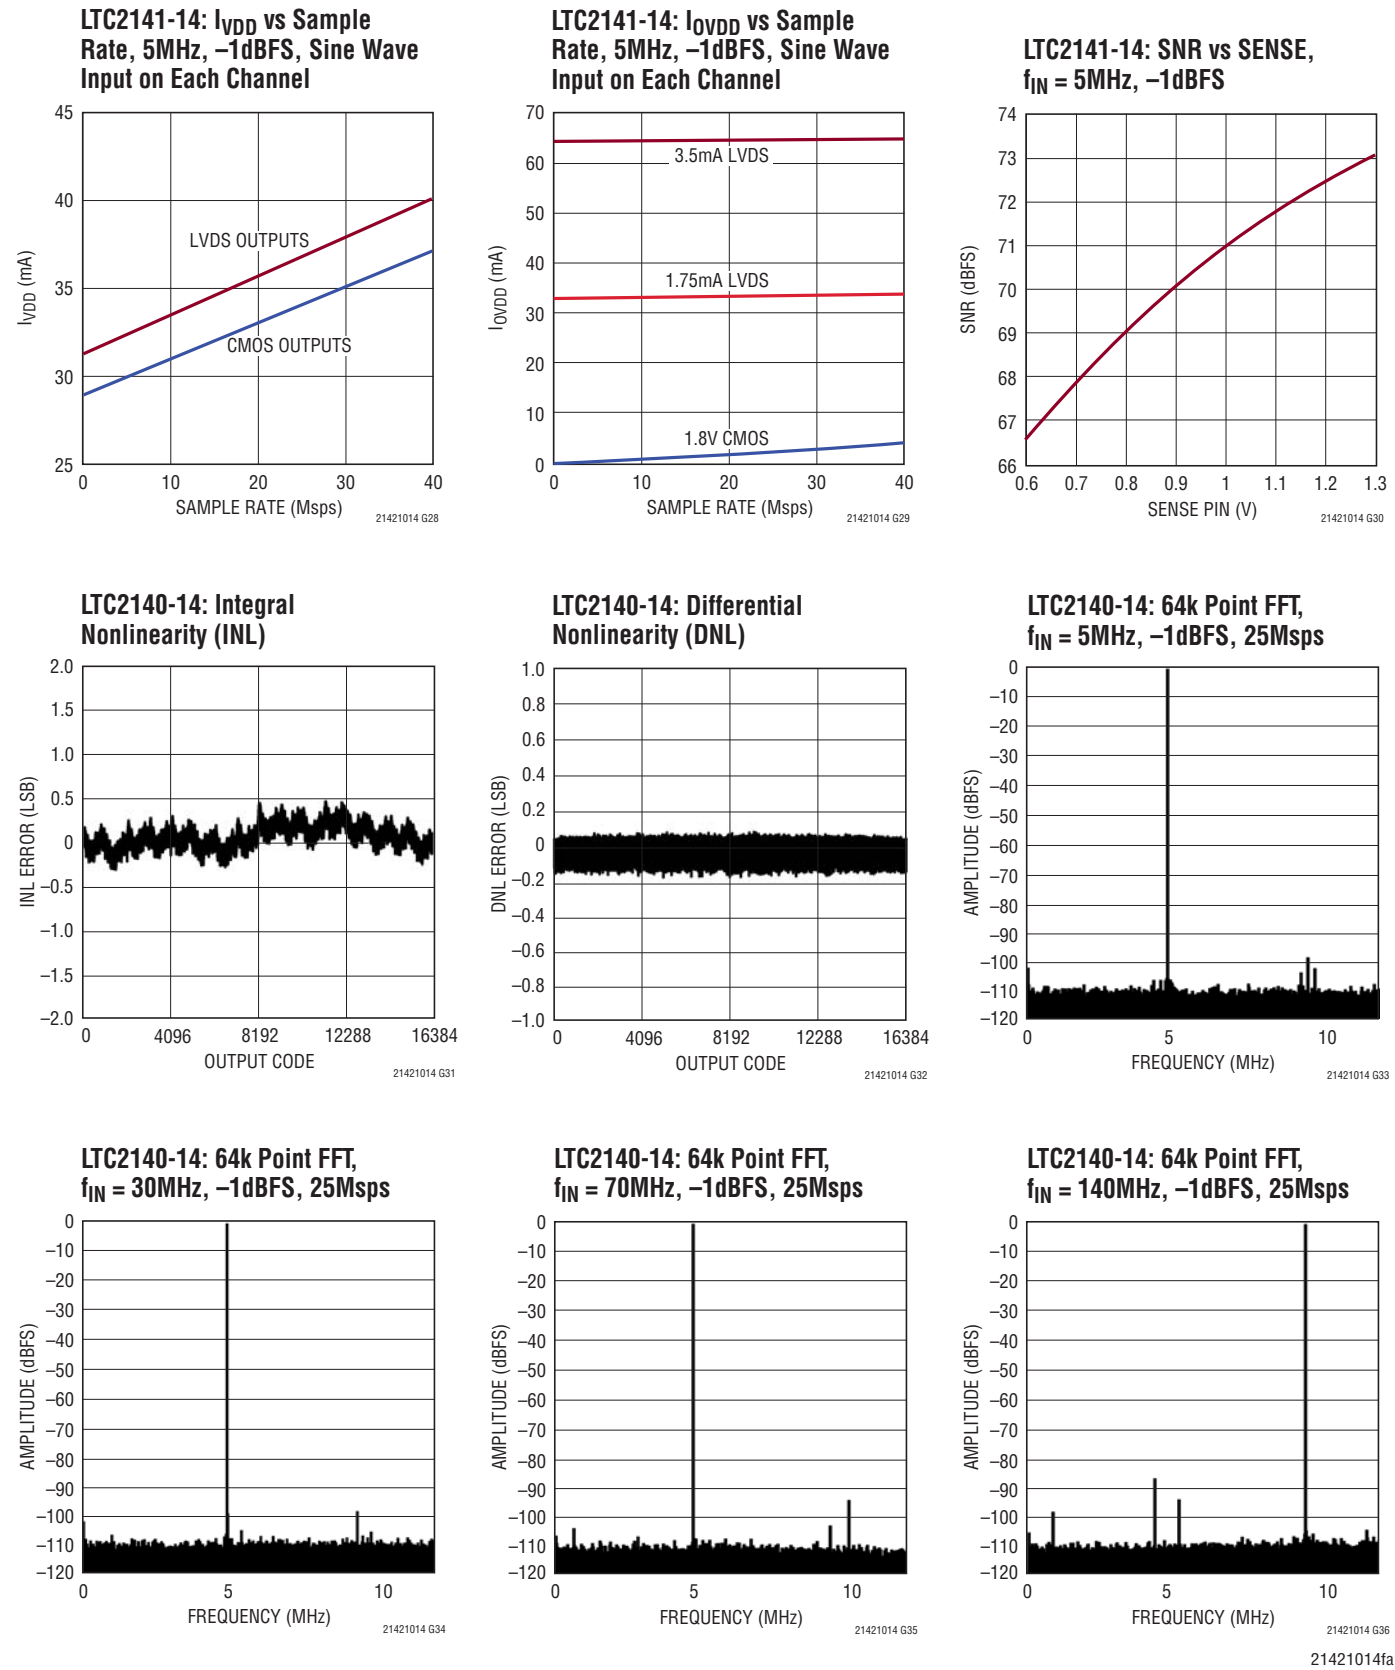 LTC2141-14: IVDD vs Sample
Rate, 5MHz, –1dBFS, Sine Wave
Input on Each Channel
45
40
35
30
25
IVDD (mA)
LVDS OUTPUTS
CMOS OUTPUTS
0
10
20
30
40
SAMPLE RATE (Msps)
21421014 G28
LTC2141-14: IOVDD vs Sample
Rate, 5MHz, –1dBFS, Sine Wave
Input on Each Channel
70
60
50
40
30
20
10
0
IOVDD (mA)
3.5mA LVDS
1.75mA LVDS
1.8V CMOS
0
10
20
30
40
SAMPLE RATE (Msps)
21421014 G29
LTC2141-14: SNR vs SENSE,
fIN = 5MHz, –1dBFS
74
73
72
71
70
69
68
67
66
SNR (dBFS)
0.6
0.7
0.8
0.9
1
1.1
1.2
1.3
SENSE PIN (V)
21421014 G30
LTC2140-14: Integral
Nonlinearity (INL)
2.0
1.5
1.0
0.5
0
–0.5
–1.0
–1.5
–2.0
INL ERROR (LSB)
0
4096
8192
12288
16384
OUTPUT CODE
21421014 G31
LTC2140-14: Differential
Nonlinearity (DNL)
1.0
0.8
0.6
0.4
0.2
0
–0.2
–0.4
–0.6
–0.8
–1.0
DNL ERROR (LSB)
0
4096
8192
12288
16384
OUTPUT CODE
21421014 G32
LTC2140-14: 64k Point FFT,
fIN = 5MHz, –1dBFS, 25Msps
0
–10
–20
–30
–40
–50
–60
–70
–80
–90
–100
–110
–120
AMPLITUDE (dBFS)
0
5
10
FREQUENCY (MHz)
21421014 G33
LTC2140-14: 64k Point FFT,
fIN = 30MHz, –1dBFS, 25Msps
0
–10
–20
–30
–40
–50
–60
–70
–80
–90
–100
–110
–120
AMPLITUDE (dBFS)
0
5
10
FREQUENCY (MHz)
21421014 G34
LTC2140-14: 64k Point FFT,
fIN = 70MHz, –1dBFS, 25Msps
0
–10
–20
–30
–40
–50
–60
–70
–80
–90
–100
–110
–120
AMPLITUDE (dBFS)
0
5
10
FREQUENCY (MHz)
21421014 G35
LTC2140-14: 64k Point FFT,
fIN = 140MHz, –1dBFS, 25Msps
0
–10
–20
–30
–40
–50
–60
–70
–80
–90
–100
–110
–120
AMPLITUDE (dBFS)
0
5
10
FREQUENCY (MHz)
21421014 G36
21421014fa